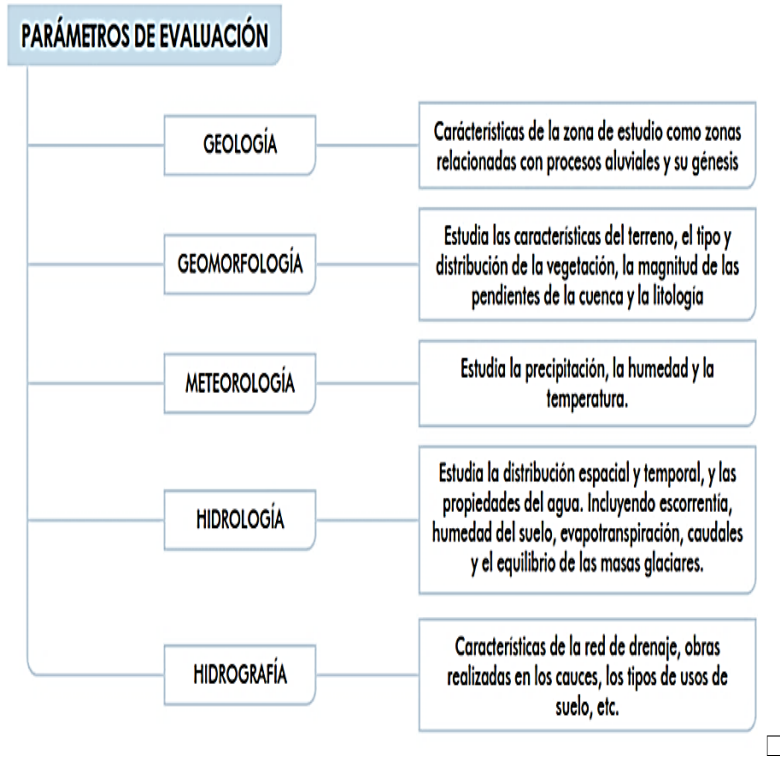 PARÁMETROS DE EVALUACIÓN
GEOLOGÍA
Carácterísticas de la zona de estudio como zonas
relacionadas con procesos aluviales y su génesis
GEOMORFOLOGÍA
Estudia las características del terreno, el tipo y
distribución de la vegetación, la magnitud de las
pendientes de la cuenca y la litología
METEOROLOGÍA
Estudia la precipitación, la humedad y la
temperatura.
HIDROLOGÍA
Estudia la distribución espacial y temporal, y las
propiedades del agua. Incluyendo escorrentía,
humedad del suelo, evapotranspiración, caudales
y el equilibrio de las masas glaciares.
HIDROGRAFÍA
Características de la red de drenaje, obras
realizadas en los cauces, los tipos de usos de
suelo, etc.